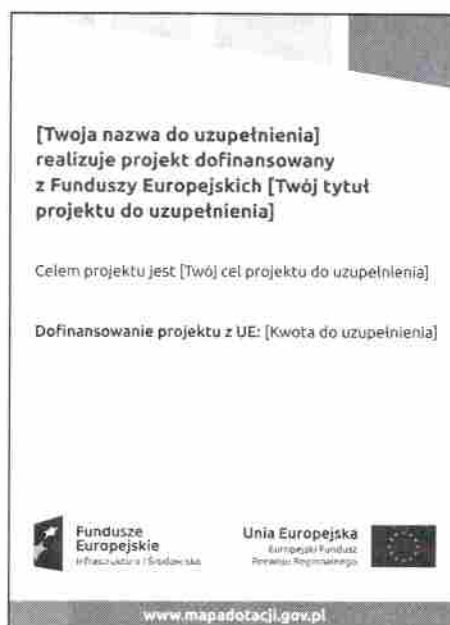 [Twoja nazwa do uzupełnienia]
realizuje projekt dofinansowany
z Funduszy Europejskich [Twój tytuł
projektu do uzupełnienia]
Celem projektu jest [Twój cel projektu do uzupełnienia]
Dofinansowanie projektu z UE: [Kwota do uzupełnienia]
Fundusze
Europejskie
Infrastruktura i Środowisko
Unia Europejska
Europejski Fundusz
Rozwoju Regionalnego
www.mapadotacji.gov.pl